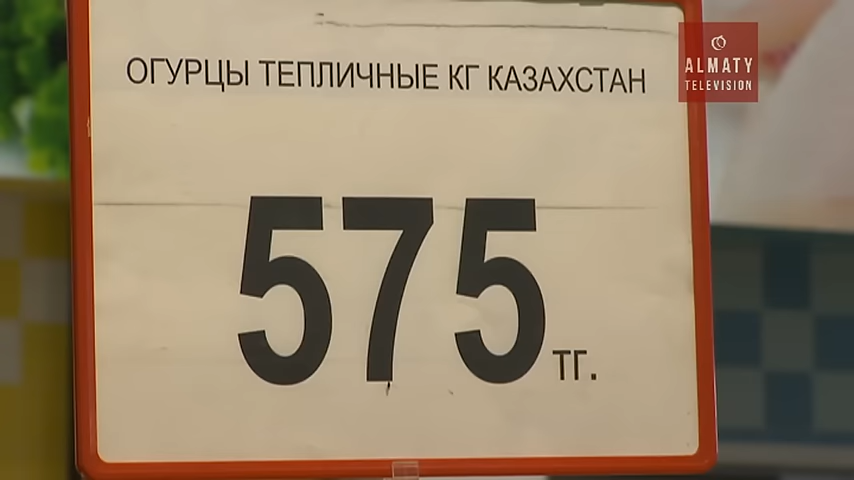 ОГУРЦЫ ТЕПЛИЧНЫЕ КГ КАЗАХСТАН
575 тг.
ALMATY
TELEVISION